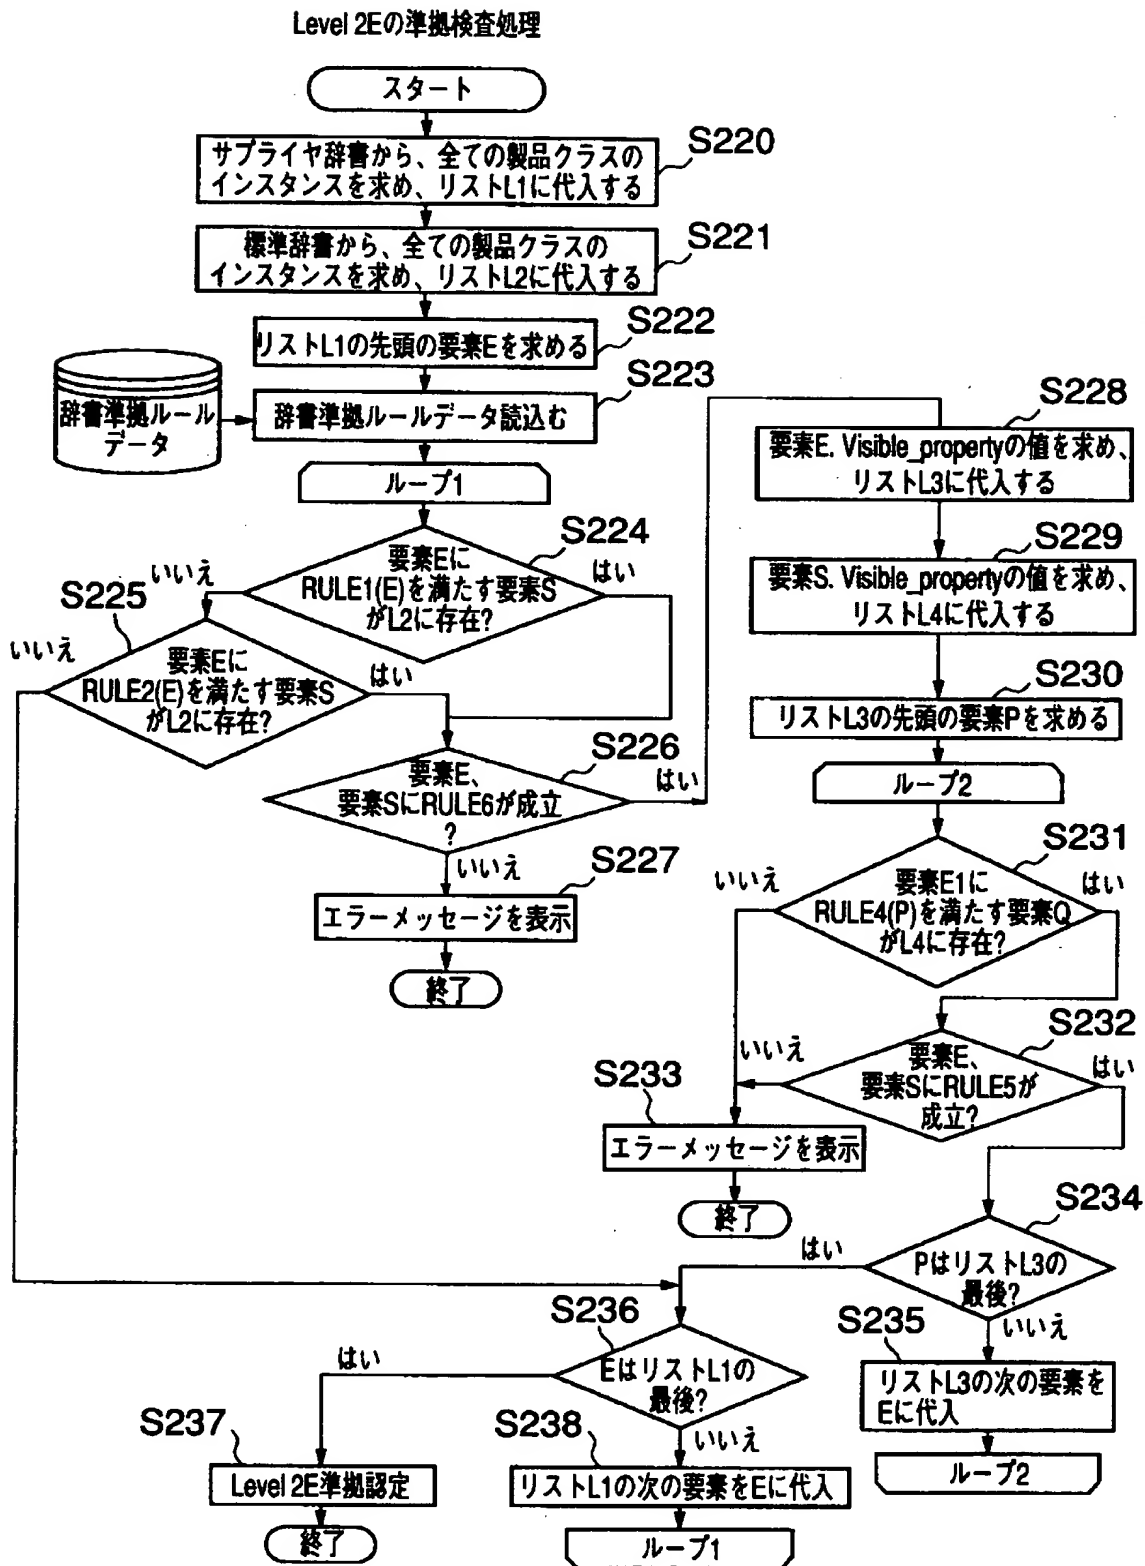 Level 2Eの準拠検査処理
スタート
S220
サプライヤ辞書から、全ての製品クラスの
インスタンスを求め、リストL1に代入する
S221
標準辞書から、全ての製品クラスの
インスタンスを求め、リストL2に代入する
S222
リストL1の先頭の要素Eを求める
S223
辞書準拠ルール
データ
辞書準拠ルールデータ読込む
ループ1
S224
要素Eに
RULE1(E)を満たす要素S
がL2に存在?
いいえ
はい
S225
要素Eに
RULE2(E)を満たす要素S
がL2に存在?
いいえ
はい
S226
要素E、
要素SにRULE6が成立
?
はい
いいえ
S227
エラーメッセージを表示
終了
S228
要素E. Visible_propertyの値を求め、
リストL3に代入する
S229
要素S. Visible_propertyの値を求め、
リストL4に代入する
S230
リストL3の先頭の要素Pを求める
ループ2
S231
要素E1に
RULE4(P)を満たす要素Q
がL4に存在?
いいえ
はい
S232
要素E、
要素SにRULE5が
成立?
いいえ
はい
S233
エラーメッセージを表示
終了
S234
PはリストL3の
最後?
はい
いいえ
S235
リストL3の次の要素を
Eに代入
ループ2
S236
EはリストL1の
最後?
はい
いいえ
S237
Level 2E準拠認定
終了
S238
リストL1の次の要素をEに代入
ループ1